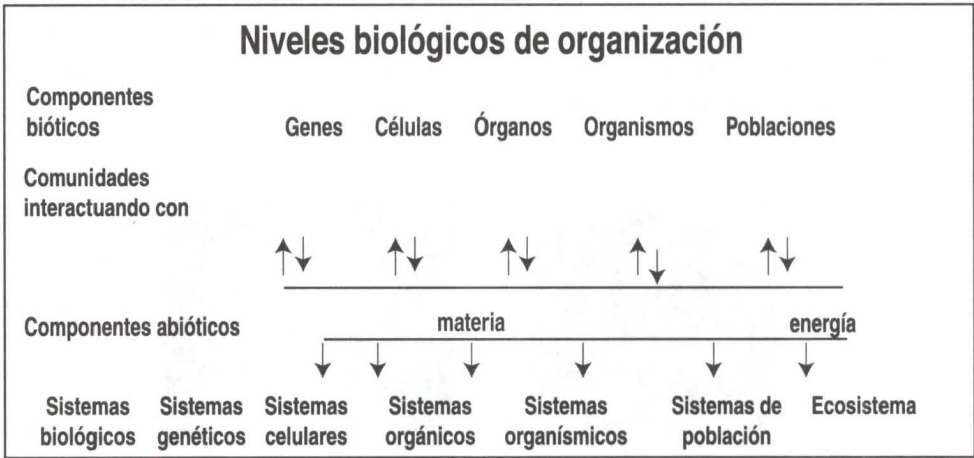 Niveles biológicos de organización
Componentes
bióticos
Genes Células Órganos Organismos Poblaciones
Comunidades
interactuando con
Componentes abióticos materia energía
Sistemas Sistemas Sistemas Sistemas Sistemas Sistemas de Ecosistema
biológicos genéticos celulares orgánicos organísmicos población